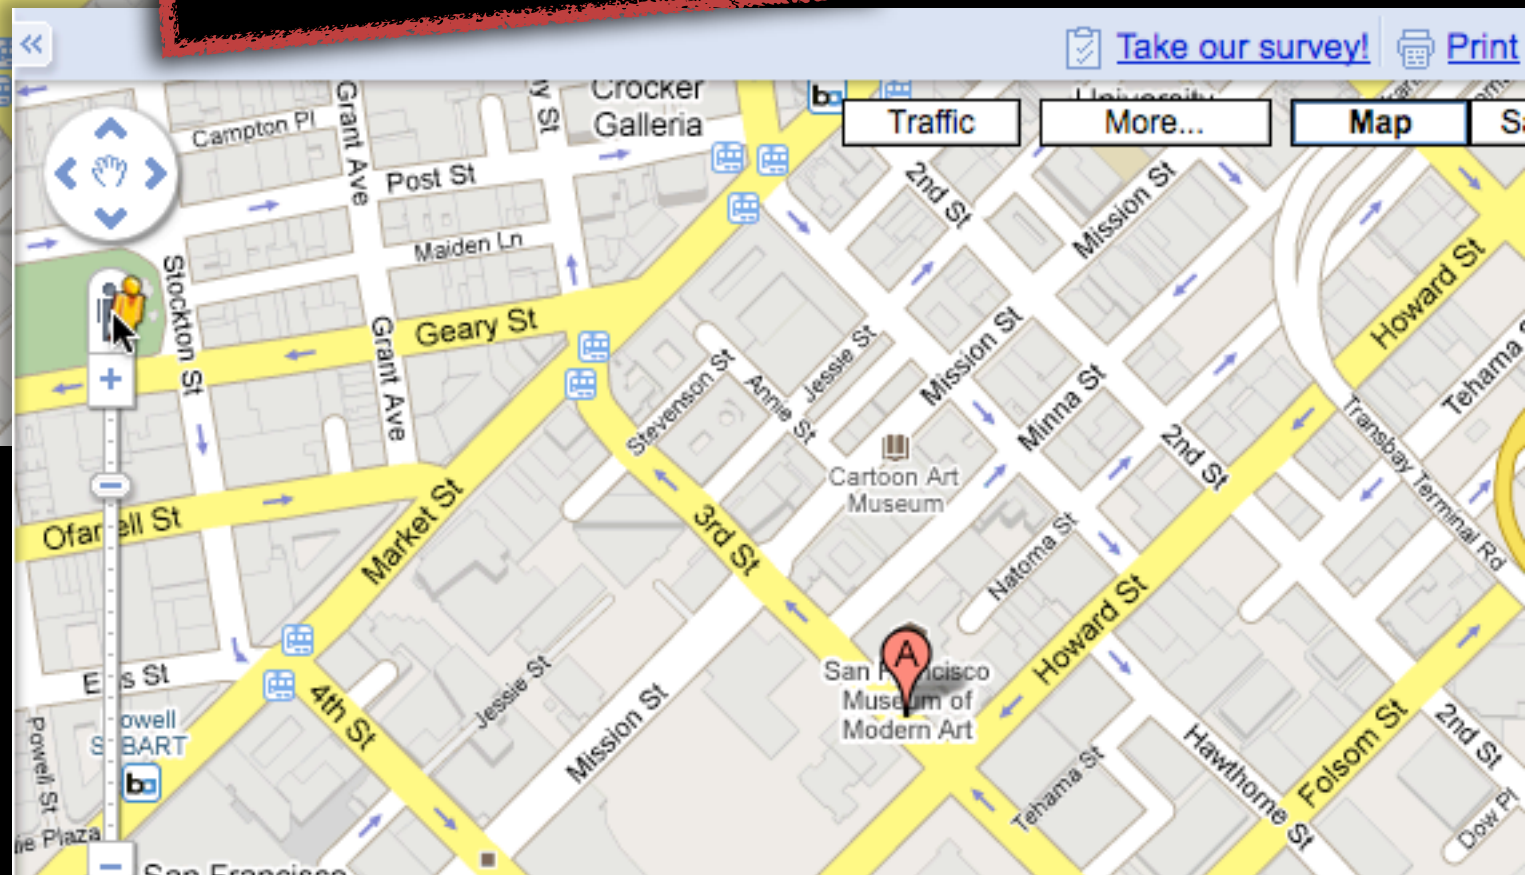 Take our survey!
Print
Traffic
More...
Map
Crocker
Galleria
University
Campton Pl
Grant Ave
Post St
Maiden Ln
Stockton St
Geary St
Grant Ave
2nd St
Mission St
Howard St
Tehama
Stevenson St
Annie St
Jessie St
Mission St
Minna St
2nd St
Transbay Terminal Rd
Cartoon Art
Museum
Market St
3rd St
Natoma St
Howard St
A
San Francisco
Museum of
Modern Art
St
4th St
Jessie St
Mission St
Powell St
BART
Tehama St
Hawthorne St
Folsom St
2nd St
Dow Pl
Plaza
San Francisco